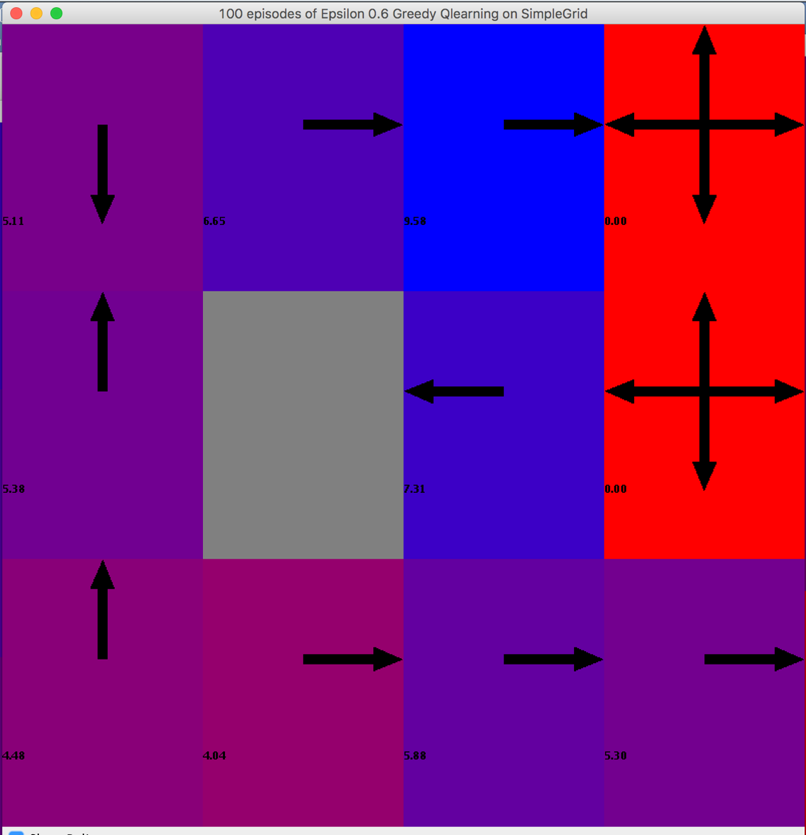 100 episodes of Epsilon 0.6 Greedy Qlearning on SimpleGrid
5.11 6.65 9.58 0.00
5.38 7.31 0.00
4.48 4.04 5.88 5.30